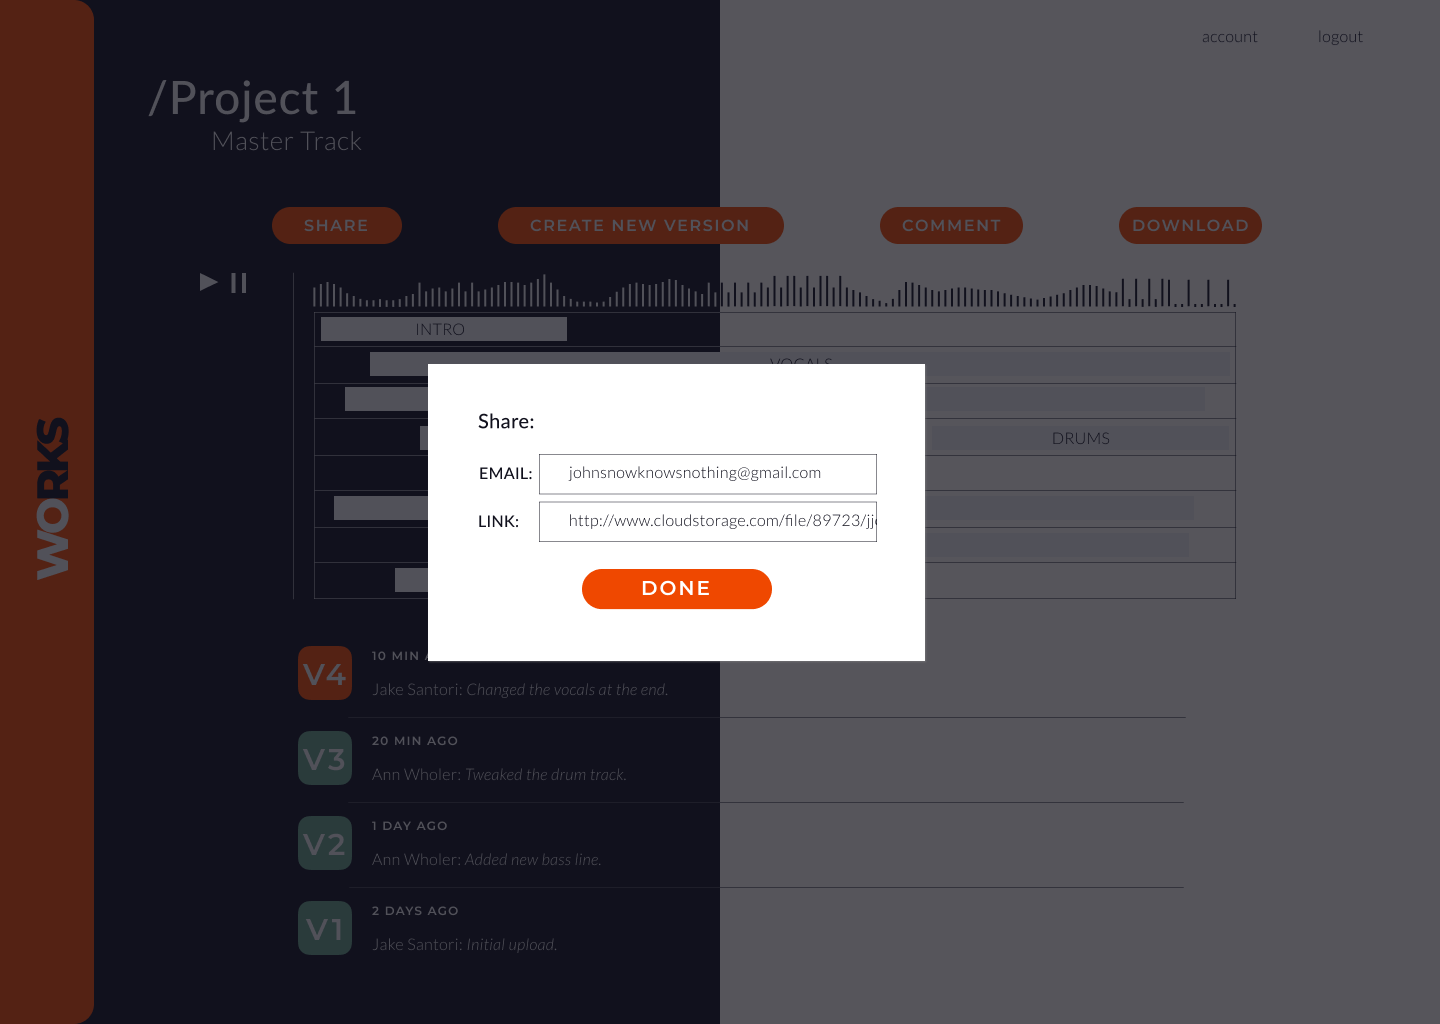 account logout
/Project 1
Master Track
SHARE CREATE NEW VERSION COMMENT DOWNLOAD
INTRO
VOCALS
DRUMS
WORKS
Share:
EMAIL: johnsnowknowsnothing@gmail.com
LINK: http://www.cloudstorage.com/file/89723/jj
DONE
V4 10 MIN
Jake Santori: Changed the vocals at the end.
V3 20 MIN AGO
Ann Wholer: Tweaked the drum track.
V2 1 DAY AGO
Ann Wholer: Added new bass line.
V1 2 DAYS AGO
Jake Santori: Initial upload.